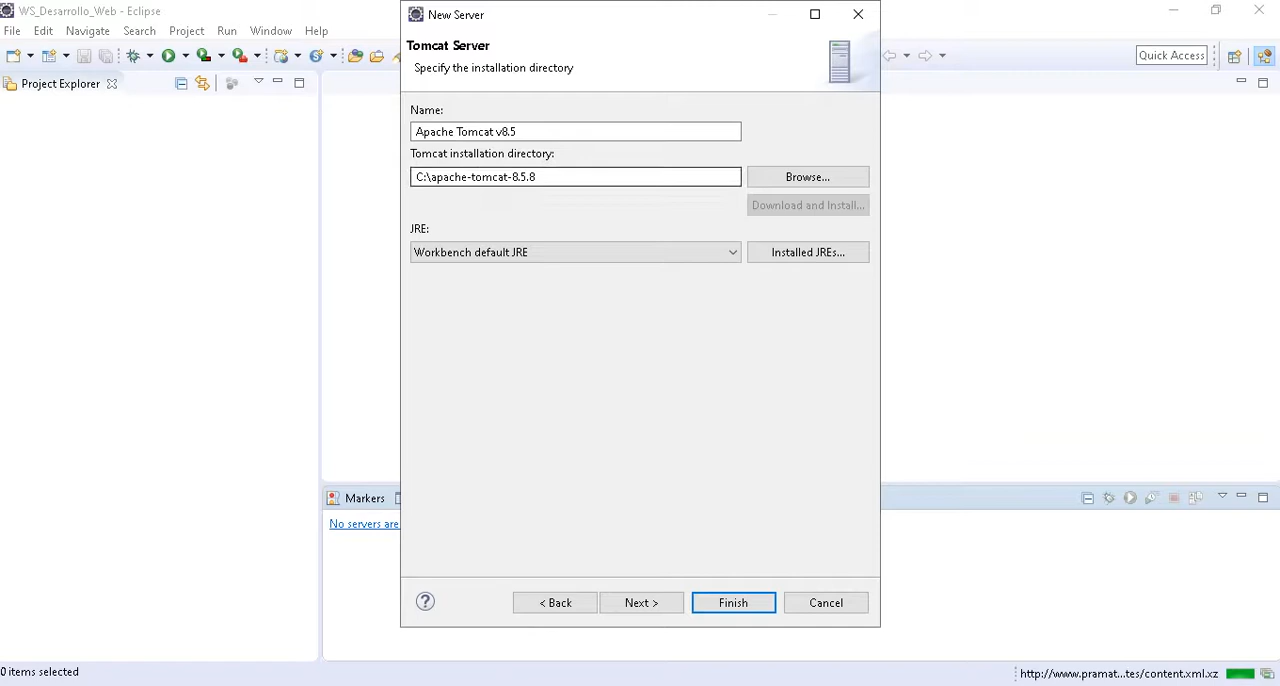 WS_Desarrollo_Web - Eclipse
File Edit Navigate Search Project Run Window Help
Quick Access
Project Explorer
New Server
Tomcat Server
Specify the installation directory
Name:
Apache Tomcat v8.5
Tomcat installation directory:
C:\apache-tomcat-8.5.8
Browse...
Download and Install...
JRE:
Workbench default JRE
Installed JREs...
Markers
No servers are
? < Back Next > Finish Cancel
0 items selected
http://www.pramat...tes/content.xml.xz